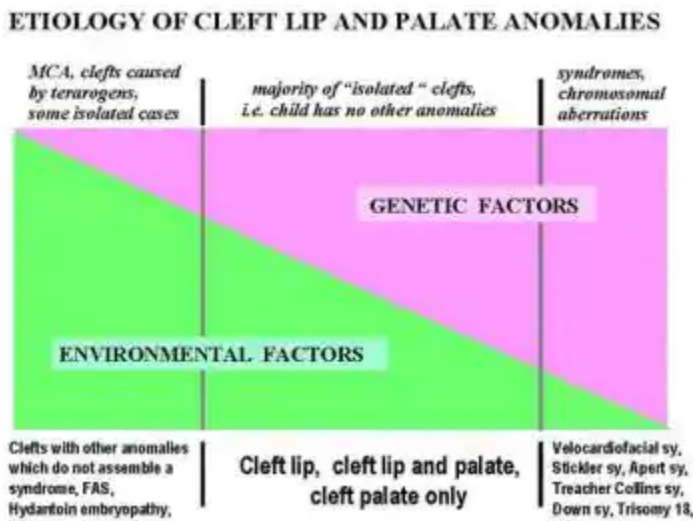 ETIOLOGY OF CLEFT LIP AND PALATE ANOMALIES
MCA, clefts caused
by terarogens,
some isolated cases
majority of "isolated " clefts,
i.e. child has no other anomalies
syndromes,
chromosomal
aberrations
GENETIC FACTORS
ENVIRONMENTAL FACTORS
Clefts with other anomalies
which do not assemble a
syndrome, FAS,
Hydantoin embryopathy,
Cleft lip, cleft lip and palate,
cleft palate only
Velocardiofacial sy,
Stickler sy, Apert sy,
Treacher Collins sy,
Down sy, Trisomy 18,